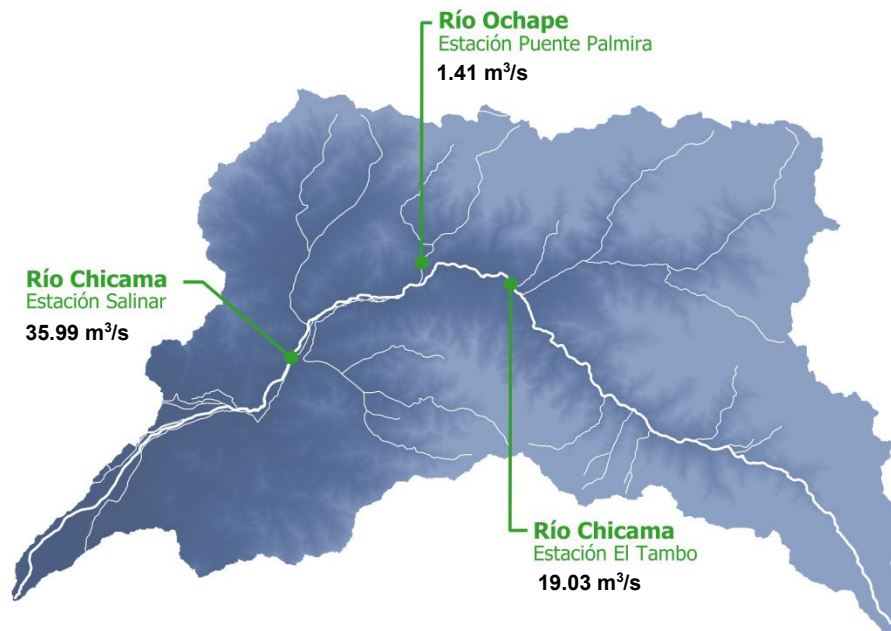 Río Ochape
Estación Puente Palmira
1.41 m³/s
Río Chicama
Estación Salinar
35.99 m³/s
Río Chicama
Estación El Tambo
19.03 m³/s